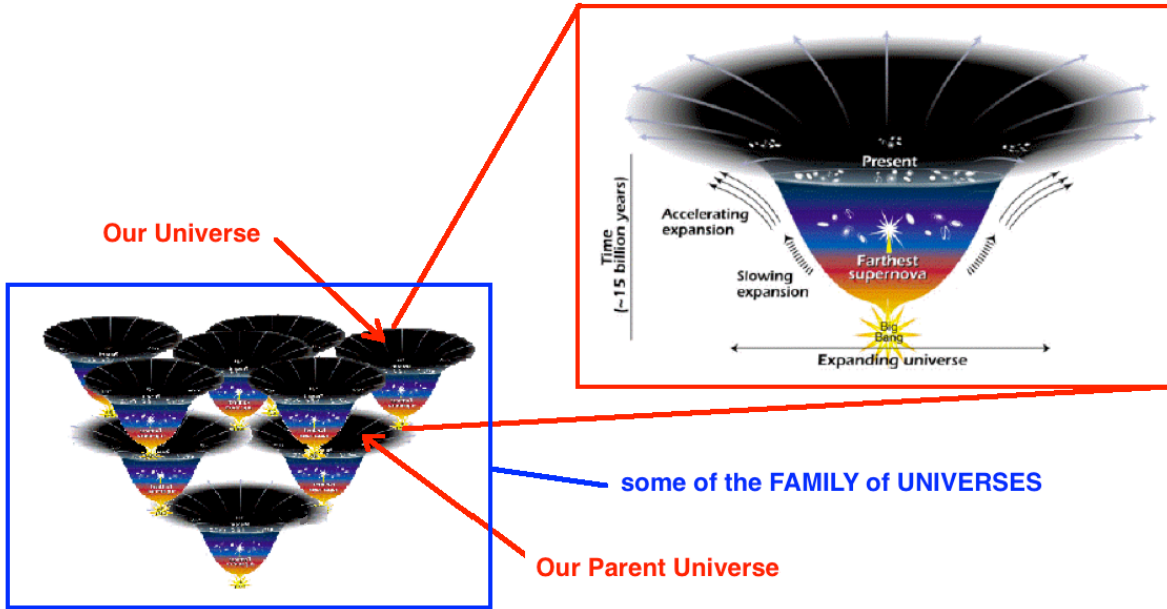 Present
Accelerating
expansion
Time
(~15 billion years)
Farthest
supernova
Slowing
expansion
Big
Bang
Expanding universe
Our Universe
some of the FAMILY of UNIVERSES
Our Parent Universe